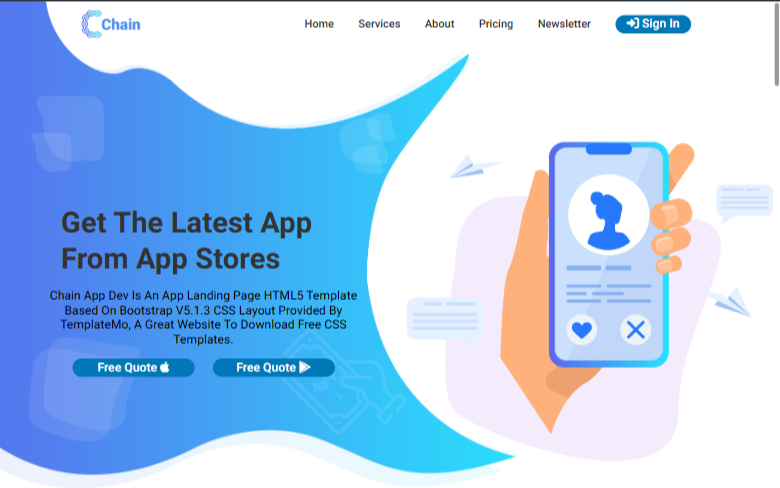 Chain
Home Services About Pricing Newsletter Sign In
Get The Latest App
From App Stores
Chain App Dev Is An App Landing Page HTML5 Template
Based On Bootstrap V5.1.3 CSS Layout Provided By
TemplateMo, A Great Website To Download Free CSS
Templates.
Free Quote Free Quote